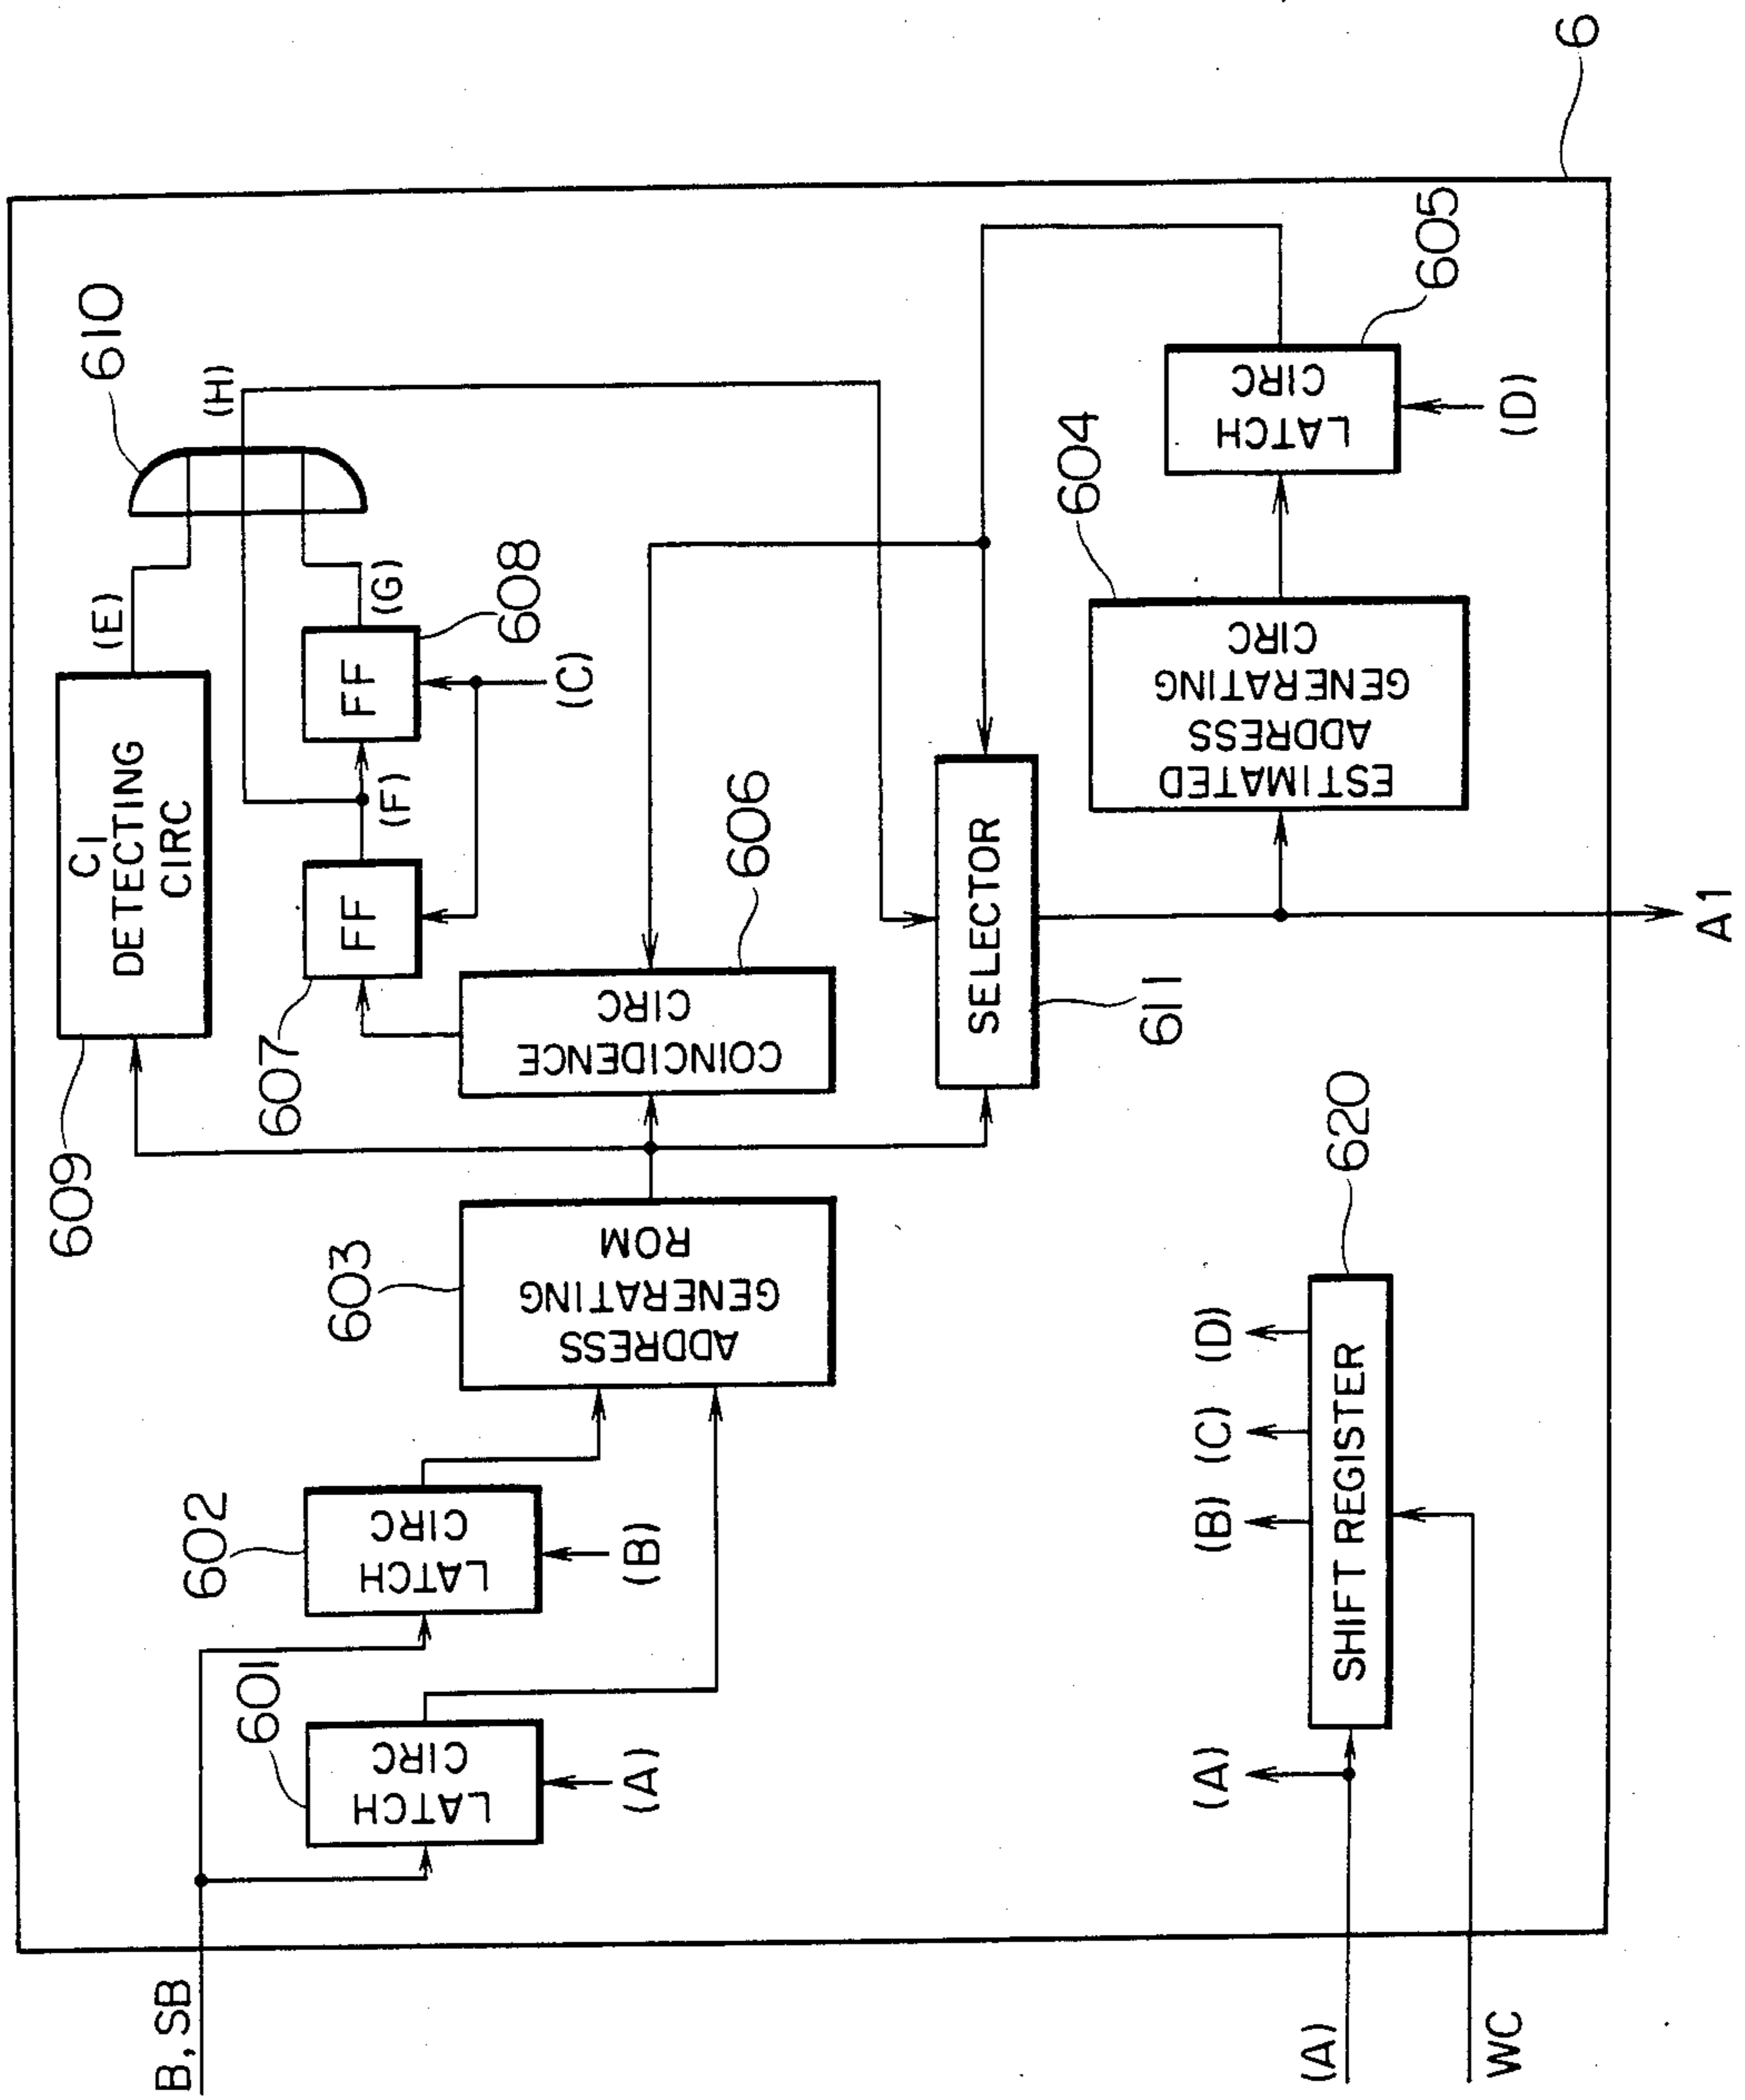 6
610
(H)
609
C1
DETECTING
CIRC
(E)
607
FF
(F)
FF
608
(G)
(C)
B, SB
601
LATCH
CIRC
(A)
602
LATCH
CIRC
(B)
603
ADDRESS
GENERATING
ROM
COINCIDENCE
CIRC
606
SELECTOR
611
604
ESTIMATED
ADDRESS
GENERATING
CIRC
LATCH
CIRC
605
(D)
(A)
(A)
(B)
(C)
(D)
620
SHIFT REGISTER
WC
A1